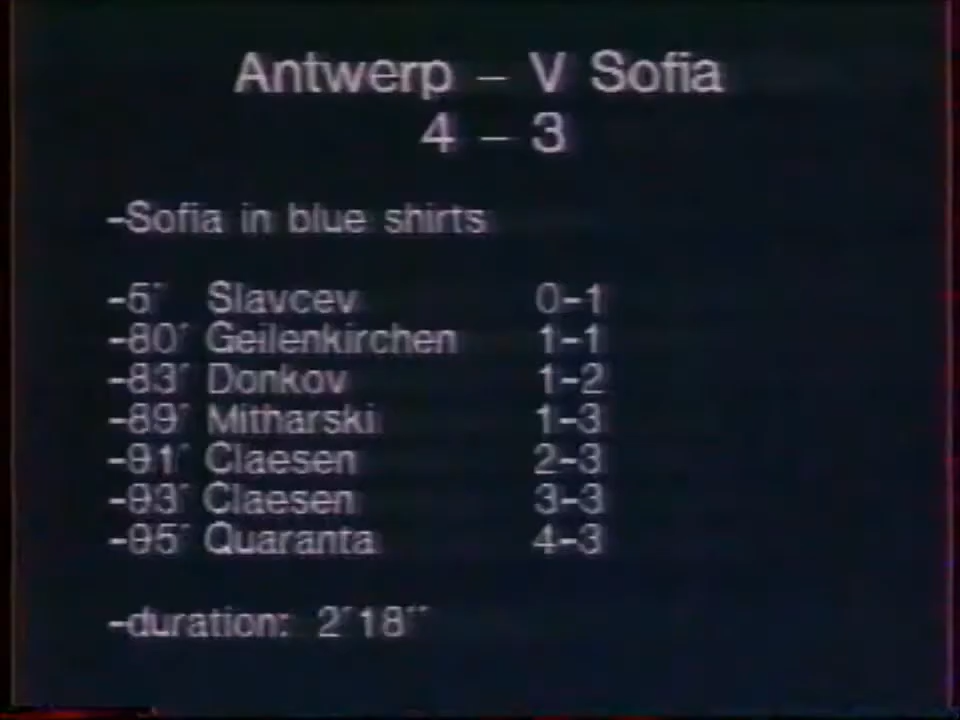 Antwerp – V Sofia
4 – 3
-Sofia in blue shirts
-5' Slavcev 0-1
-80' Geilenkirchen 1-1
-83' Donkov 1-2
-89' Mitharski 1-3
-91' Claesen 2-3
-93' Claesen 3-3
-95' Quaranta 4-3
-duration: 2'18''